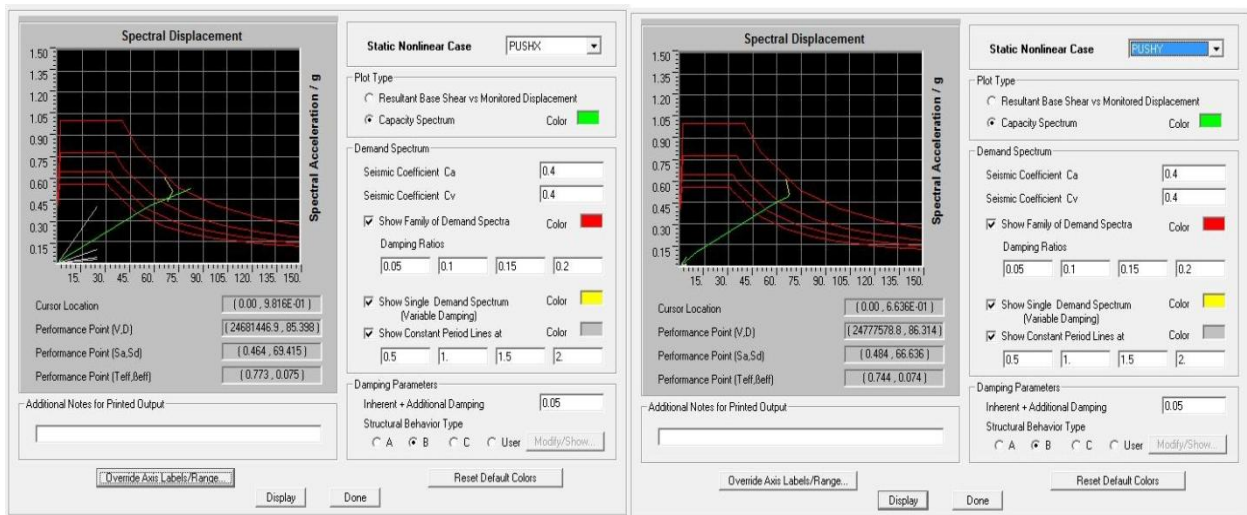 Spectral Displacement
1.50
1.35
1.20
1.05
0.90
0.75
0.60
0.45
0.30
0.15
15. 30. 45. 60. 75. 90. 105. 120. 135. 150.
Spectral Acceleration / g
Cursor Location ( 0.00 , 9.816E-01 )
Performance Point (V,D) ( 24681446.9 , 85.398 )
Performance Point (Sa,Sd) ( 0.464 , 69.415 )
Performance Point (Teff,βeff) ( 0.773 , 0.075 )
Additional Notes for Printed Output
Override Axis Labels/Range...
Static Nonlinear Case PUSHX
Plot Type
Resultant Base Shear vs Monitored Displacement
Capacity Spectrum Color
Demand Spectrum
Seismic Coefficient Ca 0.4
Seismic Coefficient Cv 0.4
Show Family of Demand Spectra Color
Damping Ratios
0.05 0.1 0.15 0.2
Show Single Demand Spectrum Color
(Variable Damping)
Show Constant Period Lines at Color
0.5 1. 1.5 2.
Damping Parameters
Inherent + Additional Damping 0.05
Structural Behavior Type
A B C User Modify/Show...
Reset Default Colors
Display Done
Spectral Displacement
1.50
1.35
1.20
1.05
0.90
0.75
0.60
0.45
0.30
0.15
15. 30. 45. 60. 75. 90. 105. 120. 135. 150.
Spectral Acceleration / g
Cursor Location ( 0.00 , 6.636E-01 )
Performance Point (V,D) ( 24777578.8 , 86.314 )
Performance Point (Sa,Sd) ( 0.484 , 66.636 )
Performance Point (Teff,βeff) ( 0.744 , 0.074 )
Additional Notes for Printed Output
Override Axis Labels/Range...
Static Nonlinear Case PUSHY
Plot Type
Resultant Base Shear vs Monitored Displacement
Capacity Spectrum Color
Demand Spectrum
Seismic Coefficient Ca 0.4
Seismic Coefficient Cv 0.4
Show Family of Demand Spectra Color
Damping Ratios
0.05 0.1 0.15 0.2
Show Single Demand Spectrum Color
(Variable Damping)
Show Constant Period Lines at Color
0.5 1. 1.5 2.
Damping Parameters
Inherent + Additional Damping 0.05
Structural Behavior Type
A B C User Modify/Show...
Reset Default Colors
Display Done